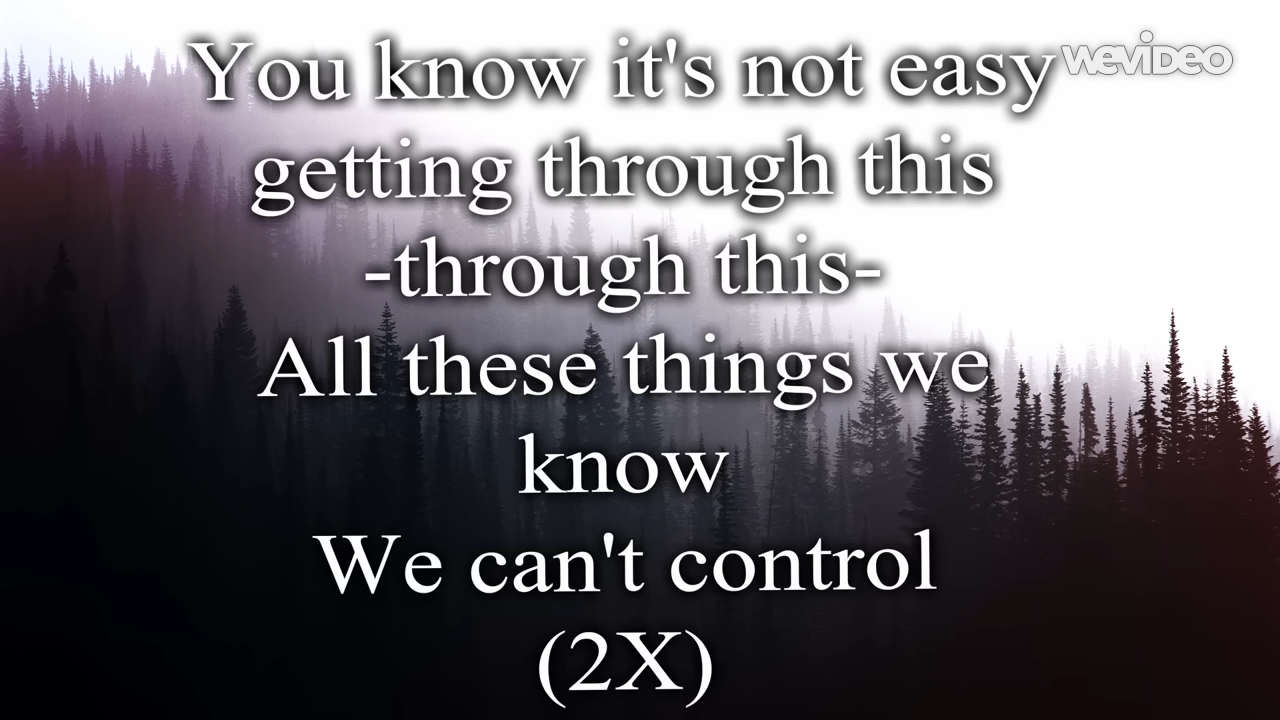 You know it's not easy
wevideo
getting through this
-through this-
All these things we
know
We can't control
(2X)